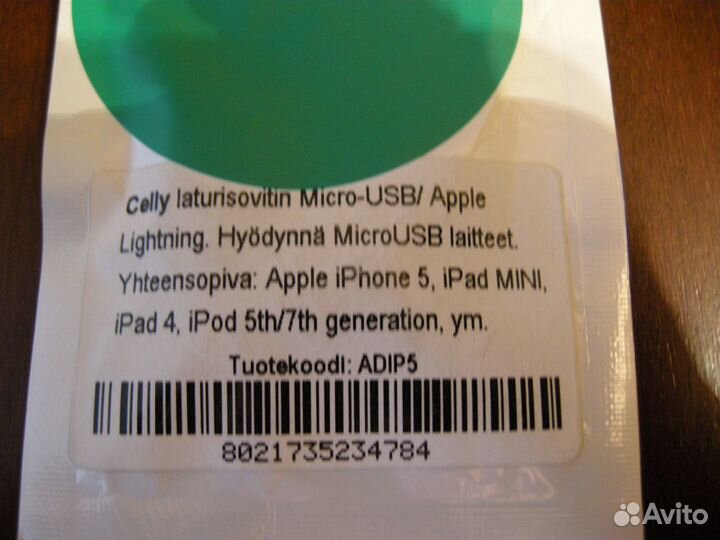 Celly laturisovitin Micro-USB/ Apple
Lightning. Hyödynnä MicroUSB laitteet.
Yhteensopiva: Apple iPhone 5, iPad MINI,
iPad 4, iPod 5th/7th generation, ym.
Tuotekoodi: ADIP5
8021735234784
Avito